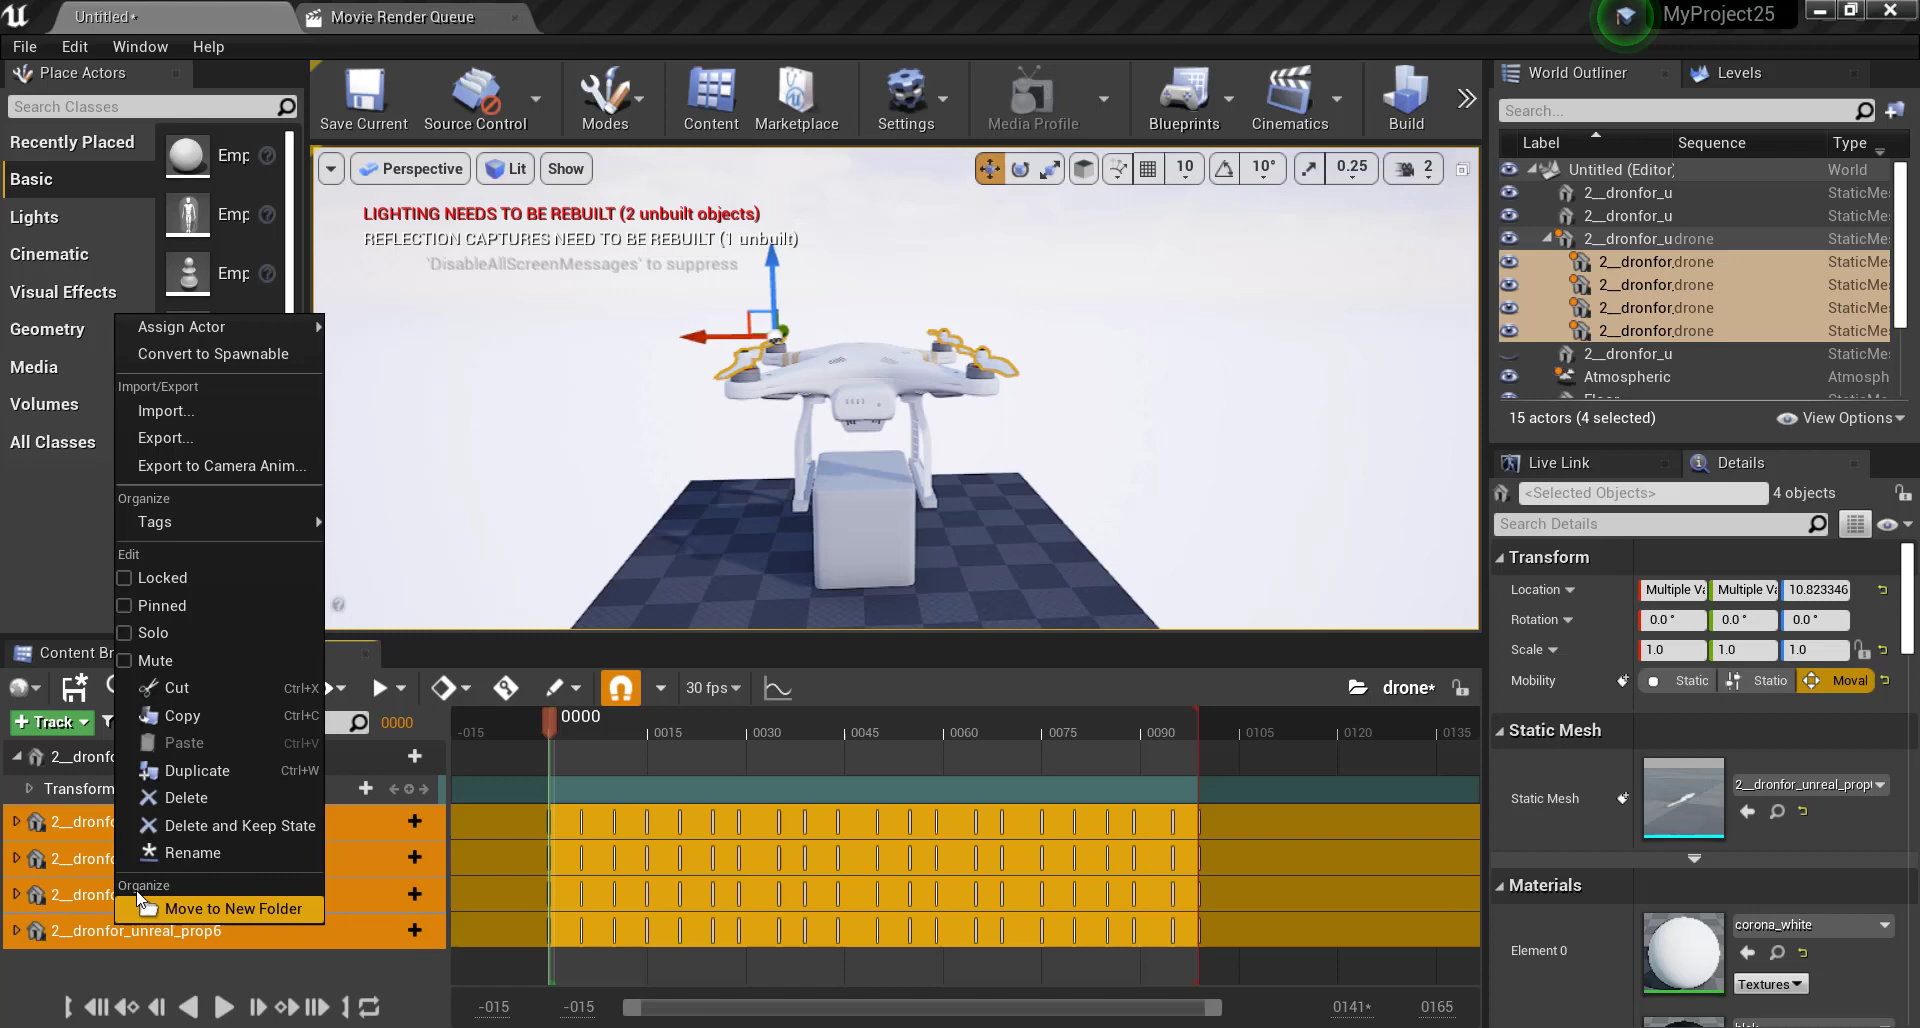 Untitled*
Movie Render Queue
MyProject25
File Edit Window Help
Place Actors
Search Classes
Recently Placed
Basic
Lights
Cinematic
Visual Effects
Geometry
Media
Volumes
All Classes
Emp
Emp
Emp
Save Current
Source Control
Modes
Content
Marketplace
Settings
Media Profile
Blueprints
Cinematics
Build
Perspective
Lit
Show
10
10°
0.25
2
LIGHTING NEEDS TO BE REBUILT (2 unbuilt objects)
REFLECTION CAPTURES NEED TO BE REBUILT (1 unbuilt)
'DisableAllScreenMessages' to suppress
World Outliner
Levels
Search...
Label Sequence Type
Untitled (Editor) World
2__dronfor_u StaticMe
2__dronfor_u StaticMe
2__dronfor_u drone StaticMe
2__dronfor. drone StaticMe
2__dronfor. drone StaticMe
2__dronfor. drone StaticMe
2__dronfor. drone StaticMe
2__dronfor_u StaticMe
Atmospheric Atmosph
15 actors (4 selected)
View Options
Live Link
Details
<Selected Objects>
4 objects
Search Details
Transform
Location Multiple Va Multiple Va 10.823346
Rotation 0.0° 0.0° 0.0°
Scale 1.0 1.0 1.0
Mobility Static Statio Moval
Static Mesh
Static Mesh
2__dronfor_unreal_prop
Materials
Element 0
corona_white
Textures
Assign Actor
Convert to Spawnable
Import/Export
Import...
Export...
Export to Camera Anim...
Organize
Tags
Edit
Locked
Pinned
Solo
Mute
Cut Ctrl+X
Copy Ctrl+C
Paste Ctrl+V
Duplicate Ctrl+W
Delete
Delete and Keep State
Rename
Organize
Move to New Folder
Content Br
30 fps
drone*
+ Track
0000
0000
-015 0015 0030 0045 0060 0075 0090 0105 0120 0135
2__dronfo
Transform
2__dronfo
2__dronfo
2__dronfo
2__dronfor_unreal_prop6
-015 -015 0141* 0165